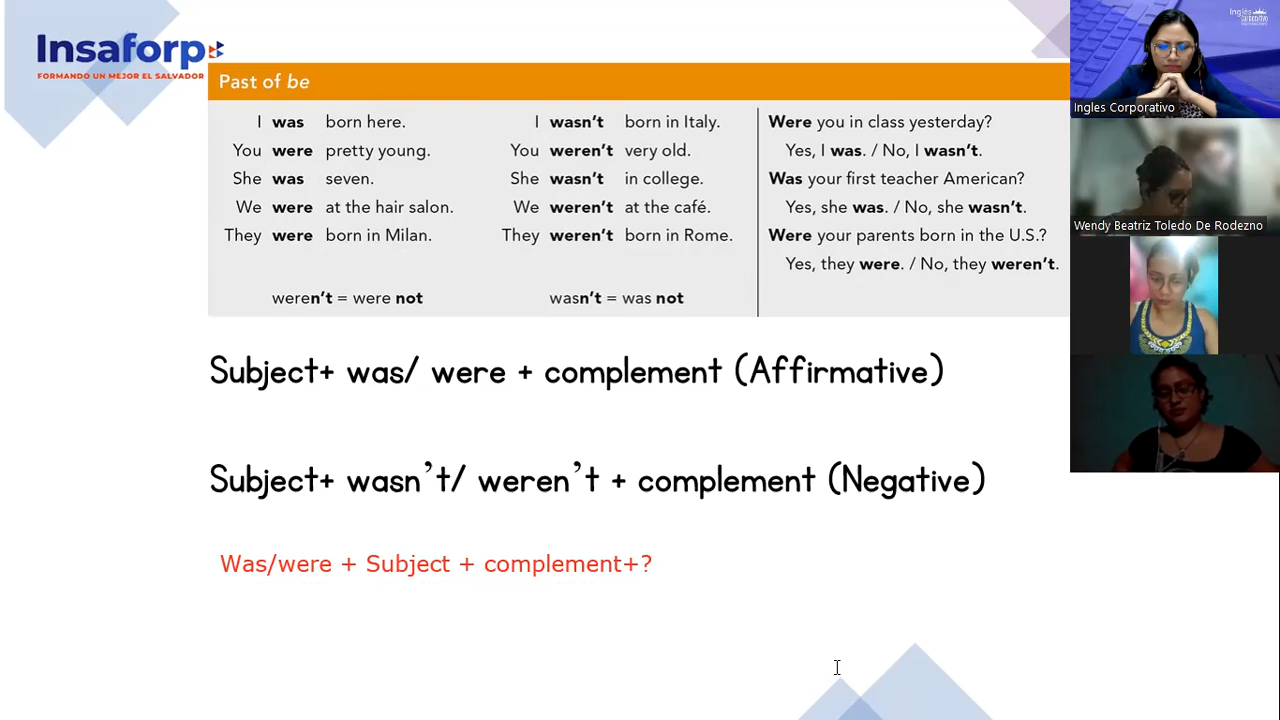 Insaforp
FORMANDO UN MEJOR EL SALVADOR
Past of be
I was born here.
You were pretty young.
She was seven.
We were at the hair salon.
They were born in Milan.
weren't = were not
I wasn't born in Italy.
You weren't very old.
She wasn't in college.
We weren't at the café.
They weren't born in Rome.
wasn't = was not
Were you in class yesterday?
Yes, I was. / No, I wasn't.
Was your first teacher American?
Yes, she was. / No, she wasn't.
Were your parents born in the U.S.?
Yes, they were. / No, they weren't.
Subject+ was/ were + complement (Affirmative)
Subject+ wasn't/ weren't + complement (Negative)
Was/were + Subject + complement+?
Inglés
Ingles Corporativo
Wendy Beatriz Toledo De Rodezno